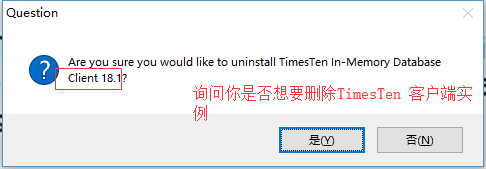 Question
Are you sure you would like to uninstall TimesTen In-Memory Database
Client 18.1?
询问你是否想要删除TimesTen 客户端实
例
是(Y)
否(N)